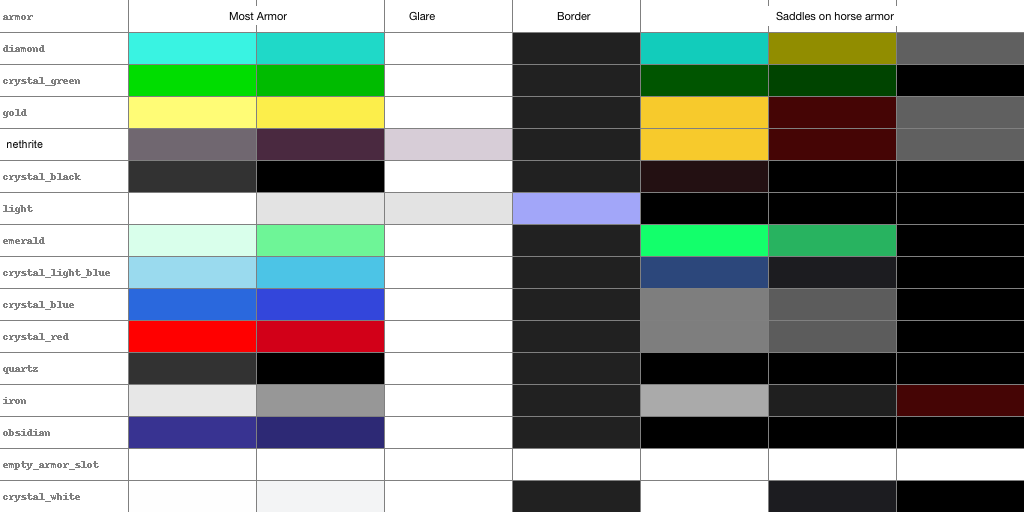 armor Most Armor Glare Border Saddles on horse armor
diamond
crystal_green
gold
nethrite
crystal_black
light
emerald
crystal_light_blue
crystal_blue
crystal_red
quartz
iron
obsidian
empty_armor_slot
crystal_white